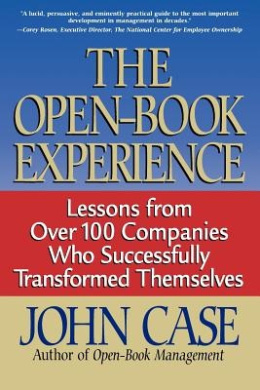 "A lucid, persuasive, and eminently practical guide to the most important
development in management in decades."
—Corey Rosen, Executive Director, The National Center for Employee Ownership
THE
OPEN-BOOK
EXPERIENCE
Lessons from
Over 100 Companies
Who Successfully
Transformed Themselves
JOHN CASE
Author of Open-Book Management